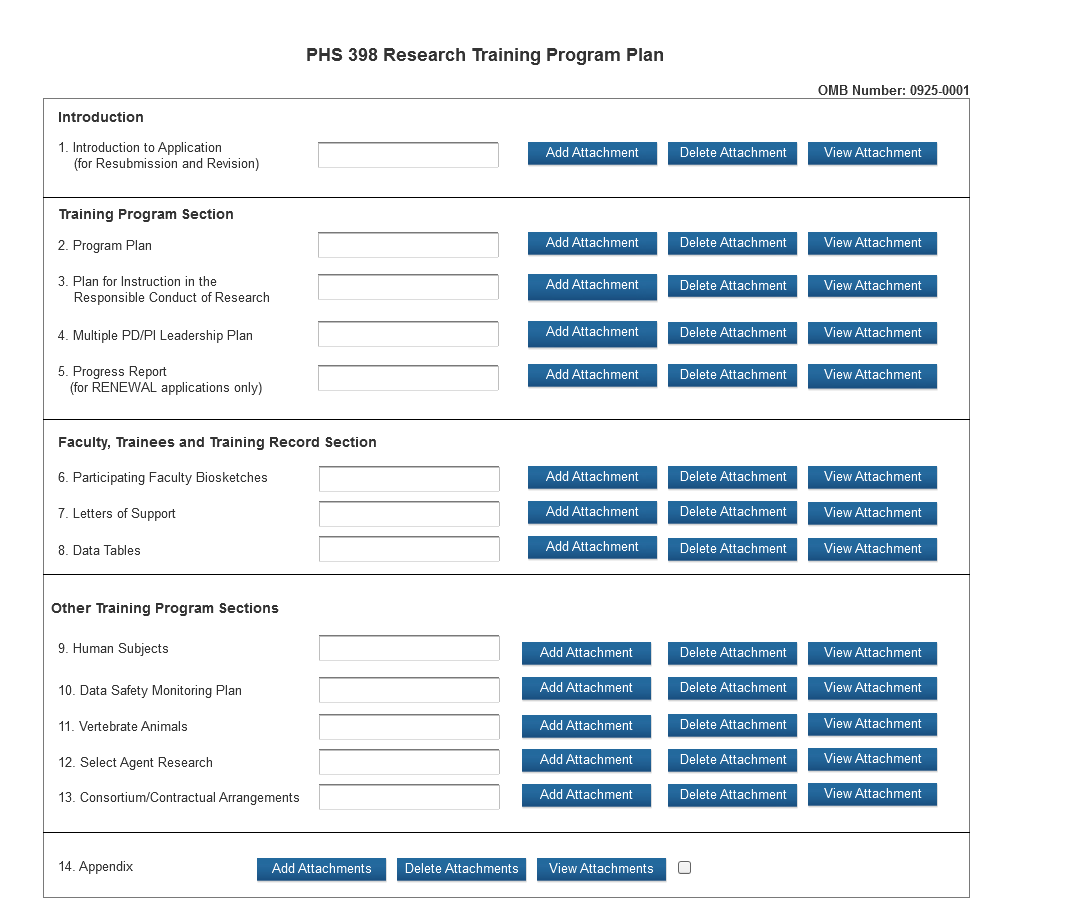 PHS 398 Research Training Program Plan
OMB Number: 0925-0001
Introduction
1. Introduction to Application
(for Resubmission and Revision)
Add Attachment Delete Attachment View Attachment
Training Program Section
2. Program Plan Add Attachment Delete Attachment View Attachment
3. Plan for Instruction in the
Responsible Conduct of Research
Add Attachment Delete Attachment View Attachment
4. Multiple PD/PI Leadership Plan Add Attachment Delete Attachment View Attachment
5. Progress Report
(for RENEWAL applications only)
Add Attachment Delete Attachment View Attachment
Faculty, Trainees and Training Record Section
6. Participating Faculty Biosketches Add Attachment Delete Attachment View Attachment
7. Letters of Support Add Attachment Delete Attachment View Attachment
8. Data Tables Add Attachment Delete Attachment View Attachment
Other Training Program Sections
9. Human Subjects Add Attachment Delete Attachment View Attachment
10. Data Safety Monitoring Plan Add Attachment Delete Attachment View Attachment
11. Vertebrate Animals Add Attachment Delete Attachment View Attachment
12. Select Agent Research Add Attachment Delete Attachment View Attachment
13. Consortium/Contractual Arrangements Add Attachment Delete Attachment View Attachment
14. Appendix Add Attachments Delete Attachments View Attachments